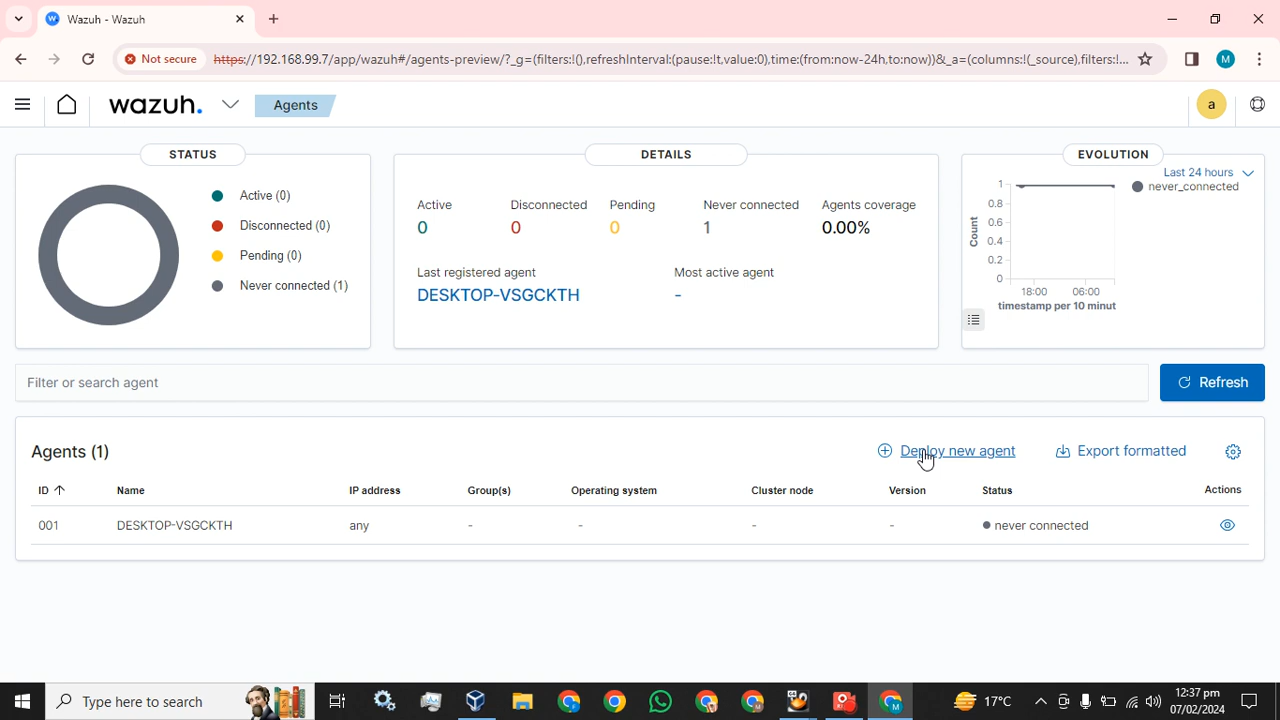 Wazuh - Wazuh
Not secure
https://192.168.99.7/app/wazuh#/agents-preview/?_g=(filters:!(),refreshInterval:(pause:!t,value:0),time:(from:now-24h,to:now))&_a=(columns:!(_source),filters:!...
M
wazuh.
Agents
a
STATUS
Active (0)
Disconnected (0)
Pending (0)
Never connected (1)
DETAILS
Active Disconnected Pending Never connected Agents coverage
0 0 0 1 0.00%
Last registered agent Most active agent
DESKTOP-VSGCKTH -
EVOLUTION
Last 24 hours
never_connected
1
0.8
0.6
0.4
0.2
0
Count
18:00 06:00
timestamp per 10 minut
Filter or search agent
Refresh
Agents (1)
Deploy new agent
Export formatted
ID Name IP address Group(s) Operating system Cluster node Version Status Actions
001 DESKTOP-VSGCKTH any - - - - never connected
Type here to search
17°C
12:37 pm
07/02/2024